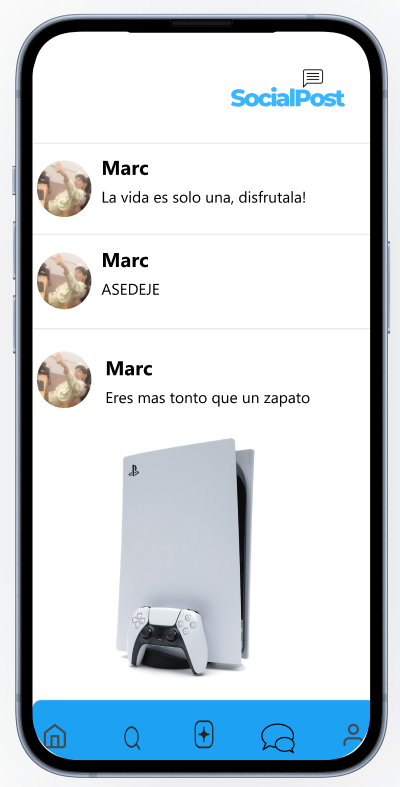 SocialPost
Marc
La vida es solo una, disfrutala!
Marc
ASEDEJE
Marc
Eres mas tonto que un zapato